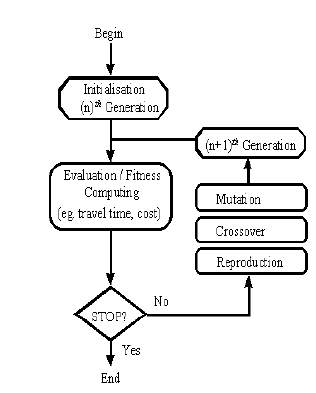 Begin
Initialisation
(n)th Generation
(n+1)th Generation
Evaluation / Fitness
Computing
(eg. travel time, cost)
Mutation
Crossover
Reproduction
STOP?
No
Yes
End